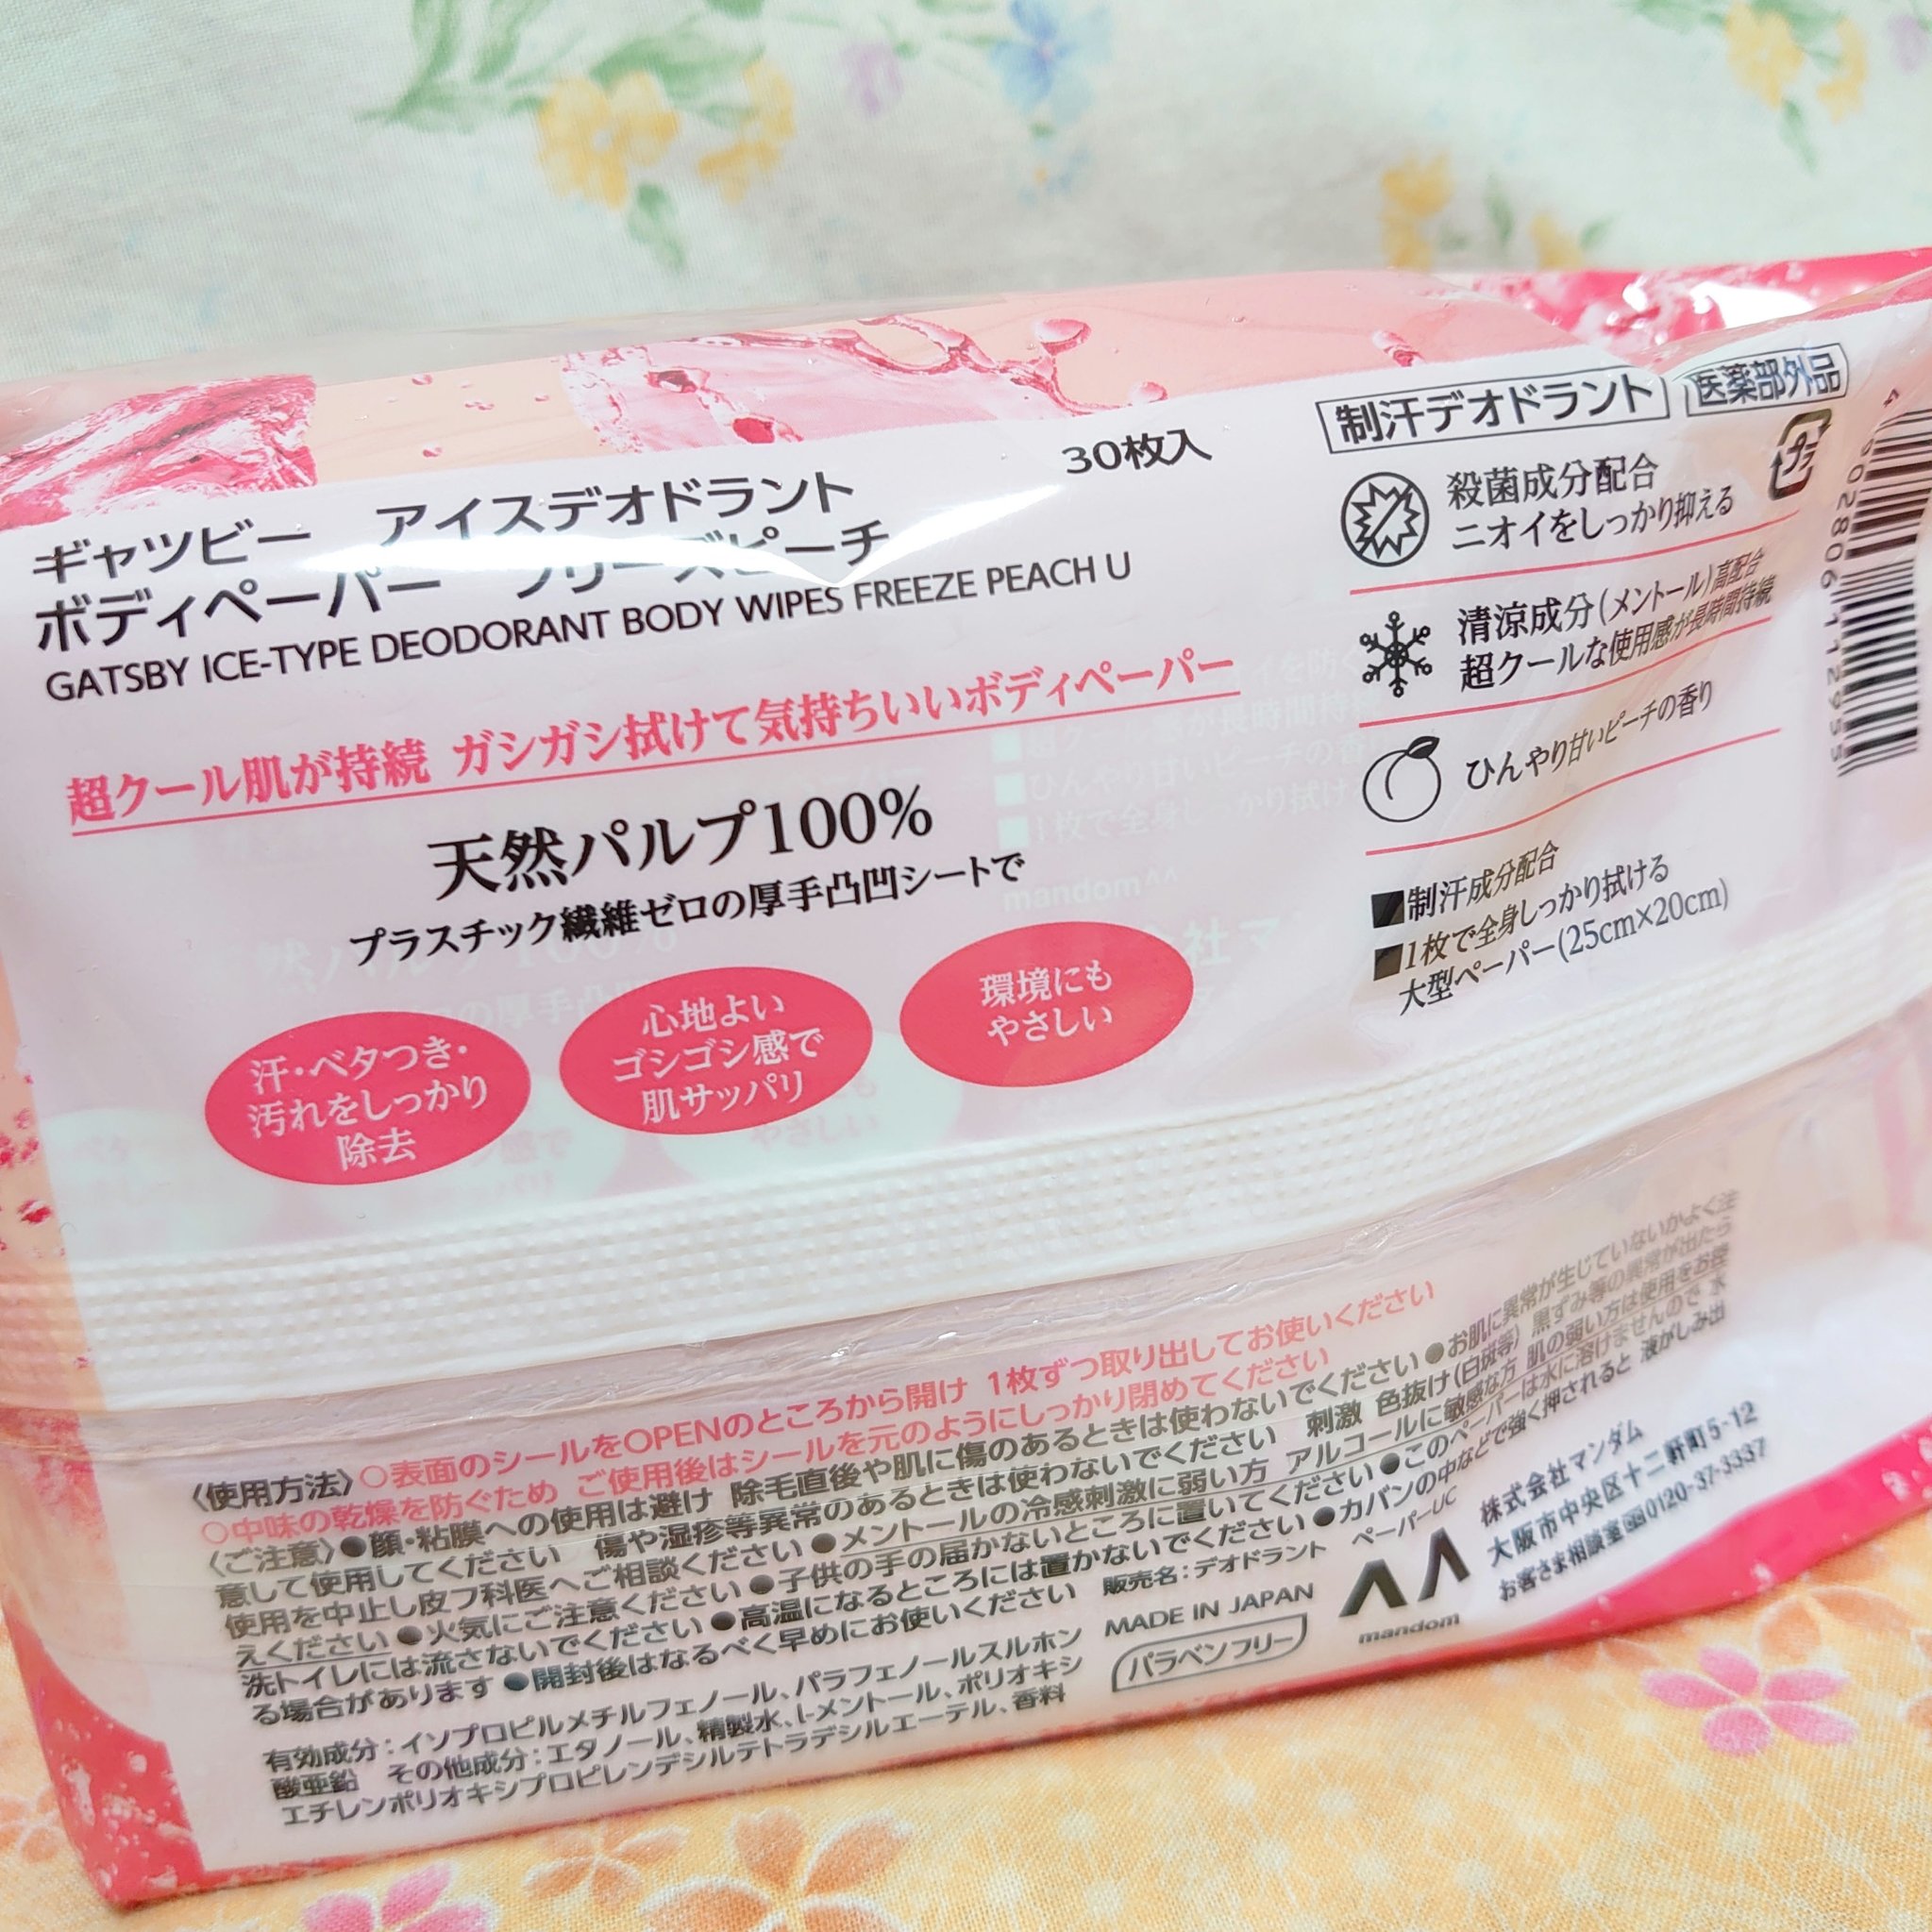 ギャツビー　アイスデオドラント
ボディペーパー　フリーズピーチ
GATSBY ICE-TYPE DEODORANT BODY WIPES FREEZE PEACH U
30枚入
超クール肌が持続 ガシガシ拭けて気持ちいいボディペーパー
天然パルプ100%
プラスチック繊維ゼロの厚手凸凹シートで
汗・ベタつき・
汚れをしっかり
除去
心地よい
ゴシゴシ感で
肌サッパリ
環境にも
やさしい
制汗デオドラント
医薬部外品
プラ
殺菌成分配合
ニオイをしっかり抑える
清涼成分(メントール)高配合
超クールな使用感が長時間持続
ひんやり甘いピーチの香り
■制汗成分配合
■1枚で全身しっかり拭ける
大型ペーパー(25cm×20cm)
〈使用方法〉○表面のシールをOPENのところから開け 1枚ずつ取り出してお使いください
○中味の乾燥を防ぐため ご使用後はシールを元のようにしっかり閉めてください
〈ご注意〉●顔・粘膜への使用は避け 除毛直後や肌に傷のあるときは使わないでください●お肌に異常が生じていないかよく注
意して使用してください 傷や湿疹等異常のあるときは使わないでください 刺激 色抜け(白斑等) 黒ずみ等の異常が出たら
使用を中止し皮フ科医へご相談ください●メントールの冷感刺激に弱い方 アルコールに敏感な方 肌の弱い方は使用をお控
えください●火気にご注意ください●子供の手の届かないところに置いてください●このペーパーは水に溶けませんので 水
洗トイレには流さないでください●高温になるところには置かないでください●カバンの中などで強く押されると 液がしみ出
る場合があります●開封後はなるべく早めにお使いください
販売名:デオドラント ペーパーUC
有効成分:イソプロピルメチルフェノール、パラフェノールスルホン
酸亜鉛 その他成分:エタノール、精製水、l-メントール、ポリオキシ
エチレンポリオキシプロピレンデシルテトラデシルエーテル、香料
MADE IN JAPAN
パラベンフリー
mandom
株式会社マンダム
大阪市中央区十二軒町5-12
お客さま相談室0120-37-3337